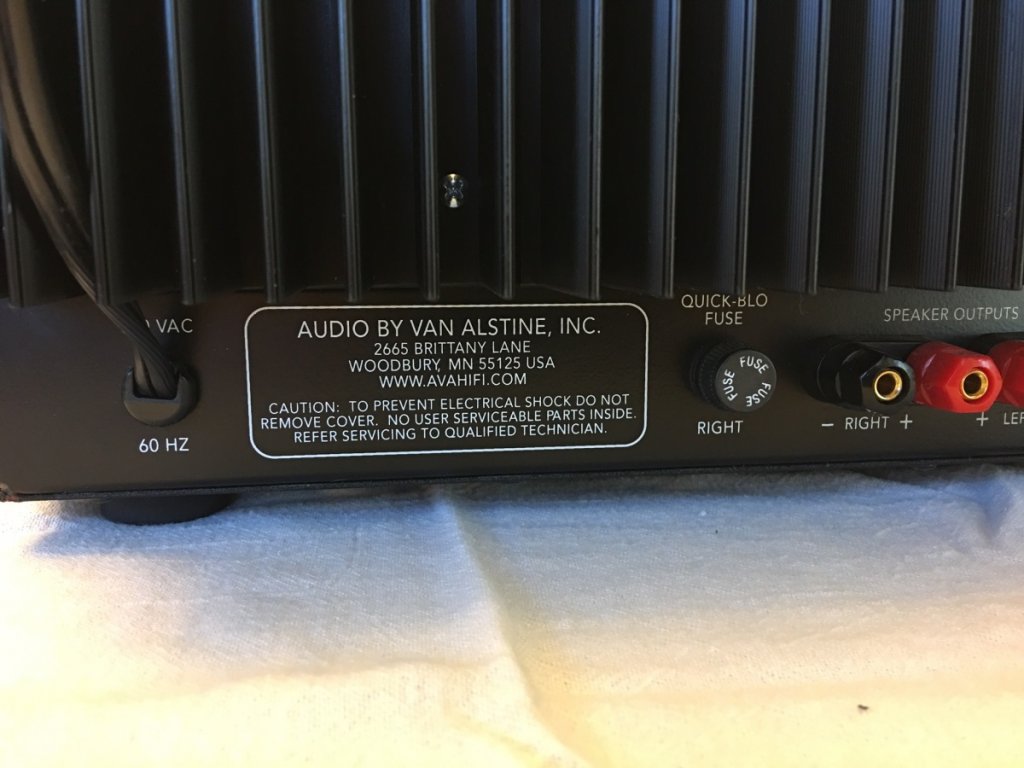 VAC
60 HZ
AUDIO BY VAN ALSTINE, INC.
2665 BRITTANY LANE
WOODBURY, MN 55125 USA
WWW.AVAHIFI.COM
CAUTION: TO PREVENT ELECTRICAL SHOCK DO NOT
REMOVE COVER. NO USER SERVICEABLE PARTS INSIDE.
REFER SERVICING TO QUALIFIED TECHNICIAN.
QUICK-BLO
FUSE
FUSE FUSE FUSE
RIGHT
SPEAKER OUTPUTS
– RIGHT +
+